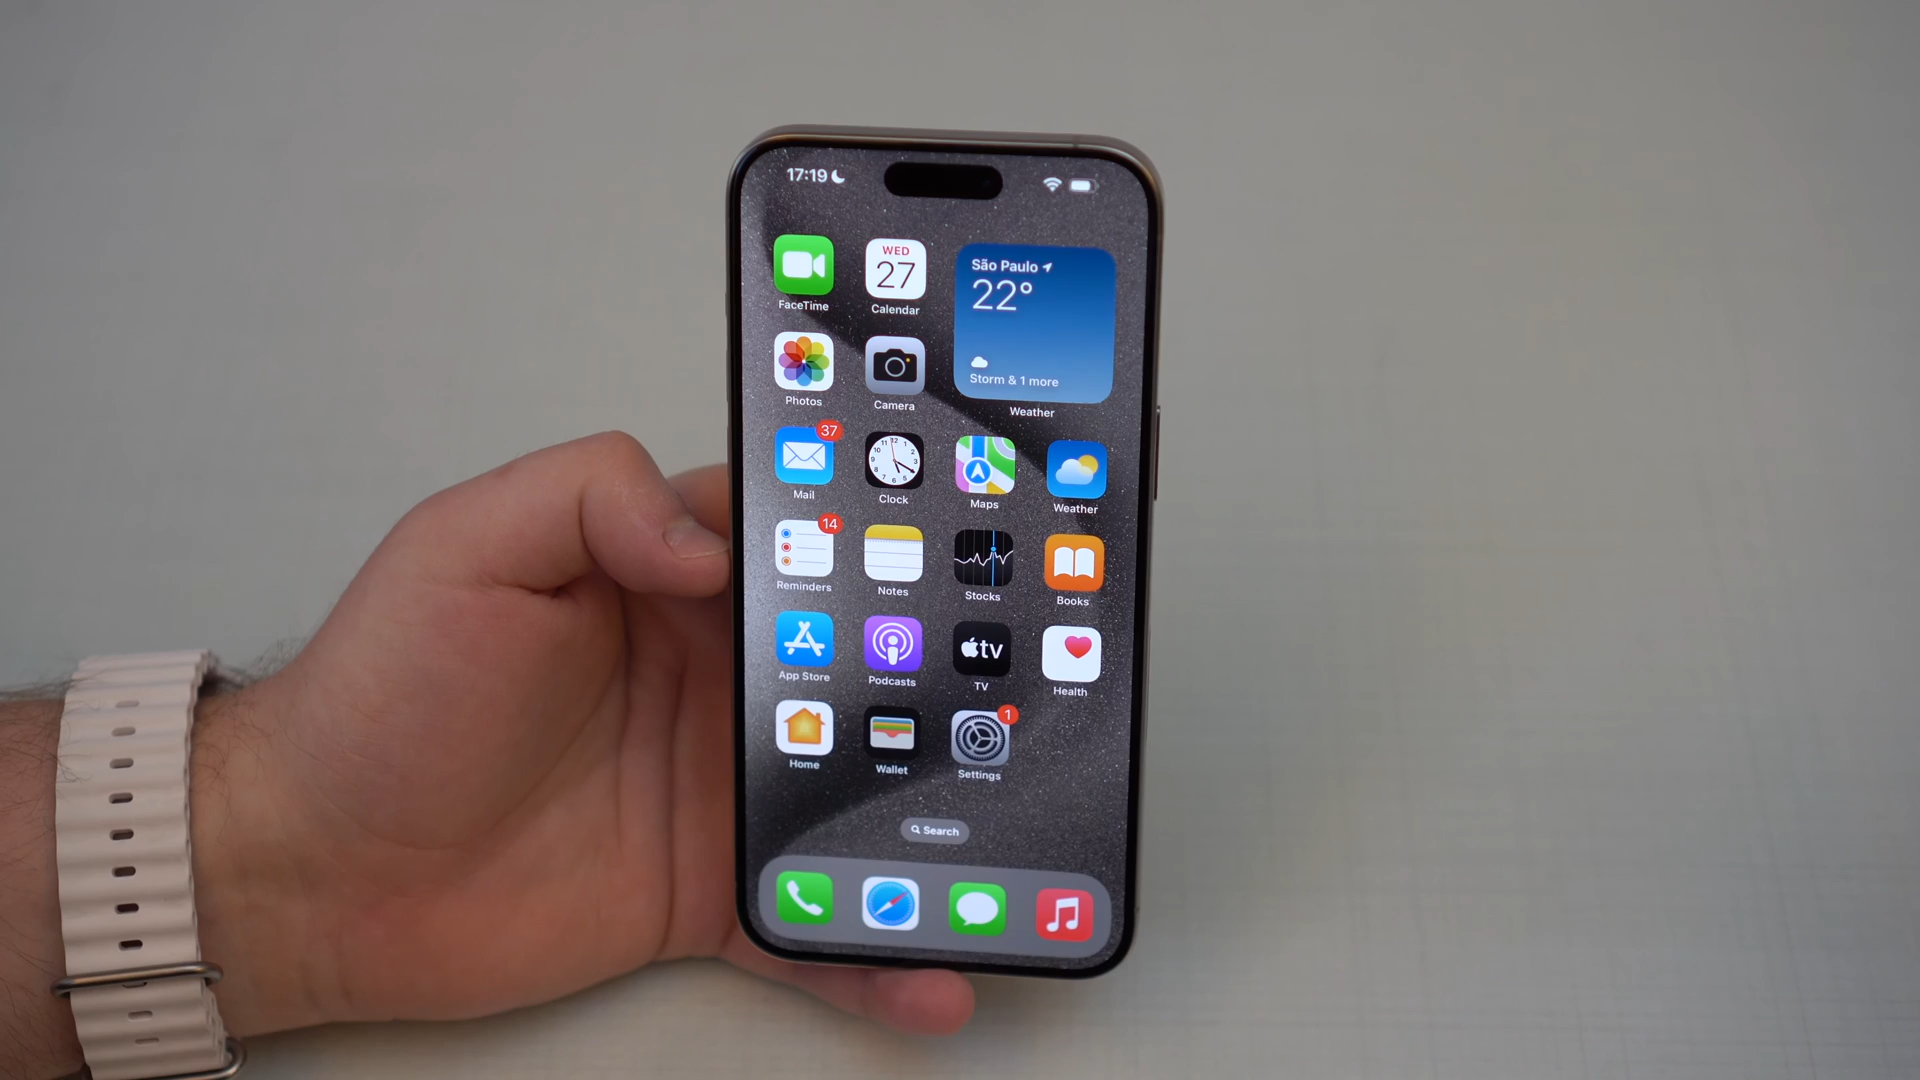 17:19
WED
27
São Paulo
22°
Storm & 1 more
FaceTime
Calendar
Photos
Camera
Weather
37
Mail
Clock
Maps
Weather
14
Reminders
Notes
Stocks
Books
App Store
Podcasts
tv
TV
Health
1
Home
Wallet
Settings
Search